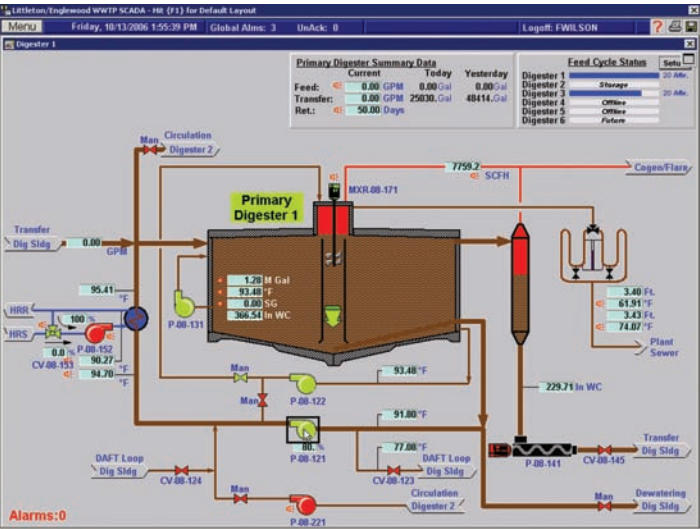 Littleton/Englewood WWTP SCADA - Hit {F1} for Default Layout
Menu Friday, 10/13/2006 1:55:39 PM Global Alms: 3 UnAck: 0 Logoff: FWILSON
Digester 1
Primary Digester Summary Data
Current Today Yesterday
Feed: 0.00 GPM 0.00 Gal 0.00 Gal
Transfer: 0.00 GPM 25030. Gal 48414. Gal
Ret.: 50.00 Days
Feed Cycle Status Setu
Digester 1 20 Min.
Digester 2 Storage
Digester 3 20 Min.
Digester 4 Offline
Digester 5 Offline
Digester 6 Future
Man Circulation
Digester 2
7759.2 SCFH
Cogen/Flare
MXR-08-171
Primary
Digester 1
Transfer
Dig Sldg 0.00 GPM
1.28 M Gal
93.48 °F
0.00 SG
366.54 In WC
P-08-131
95.41 °F
HRR
100 %
HRS
P-08-152
CV-08-153
0.0 %
90.27 °F
94.70 °F
3.40 Ft.
61.91 °F
3.43 Ft.
74.07 °F
Plant
Sewer
Man
93.48 °F
P-08-122
229.71 In WC
Man
91.80 °F
80. %
P-08-121
77.08 °F
DAFT Loop
Dig Sldg
CV-08-124
DAFT Loop
Dig Sldg
CV-08-123
P-08-141
CV-08-145
Transfer
Dig Sldg
Man
P-08-221
Circulation
Digester 2
Man
Dewatering
Dig Sldg
Alarms:0